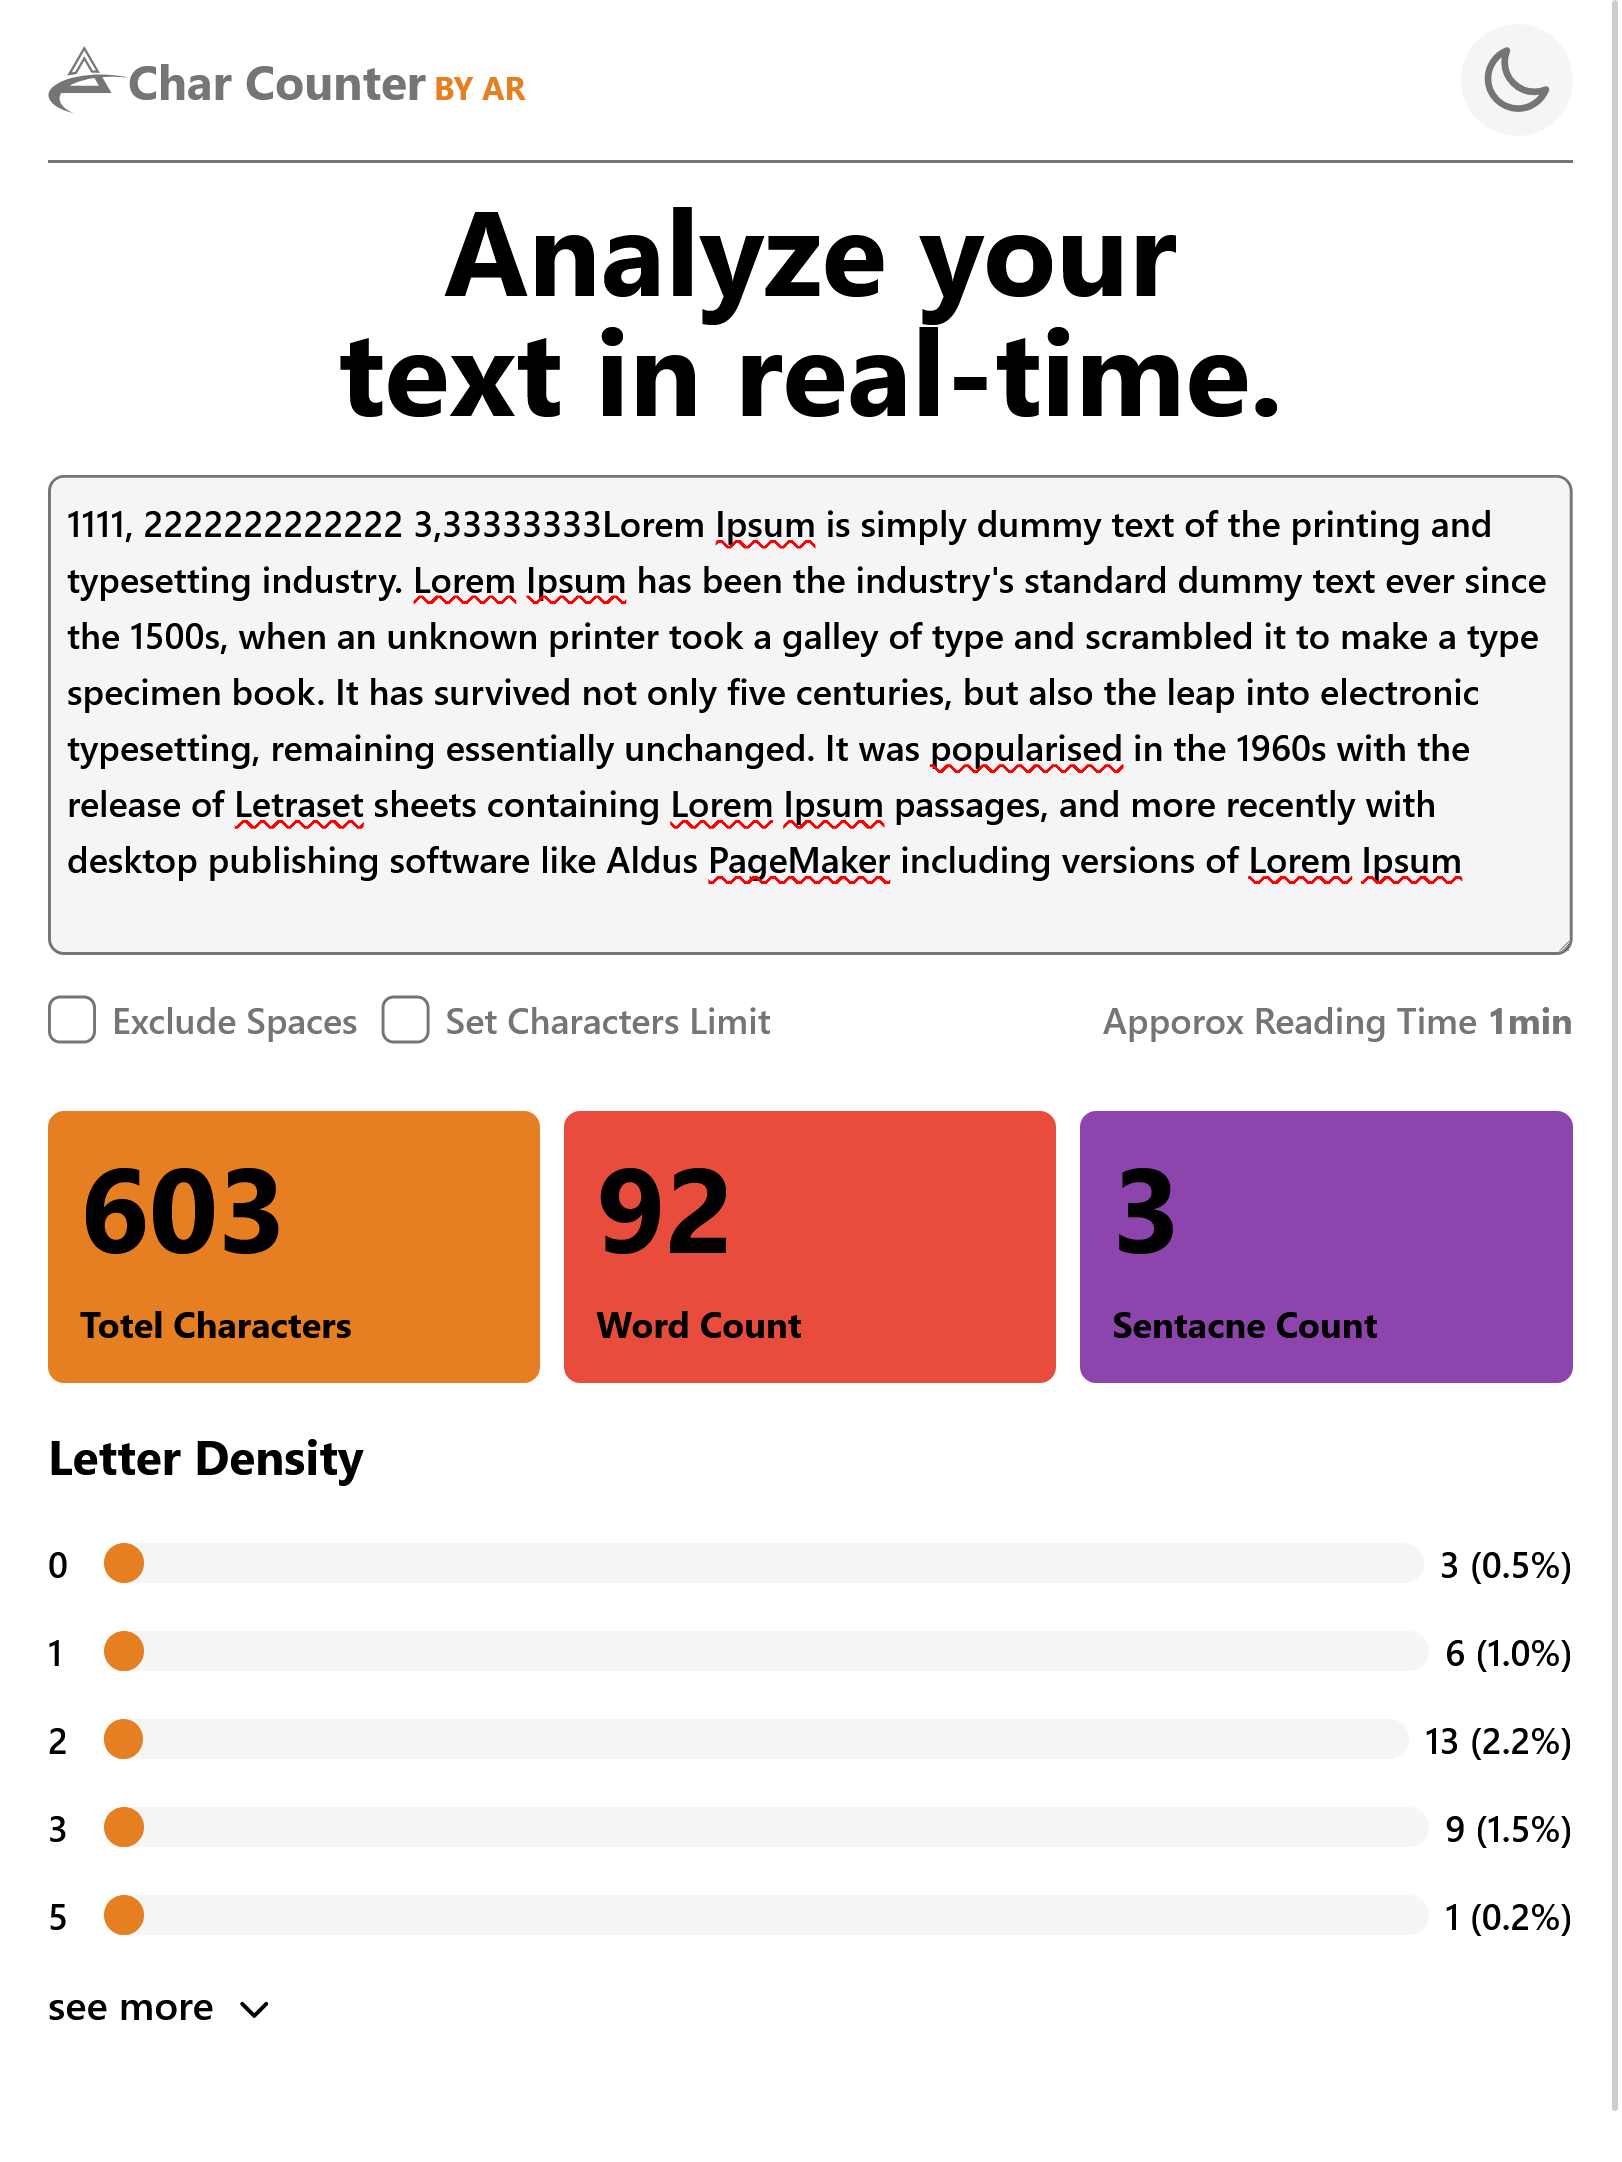 Char Counter BY AR
Analyze your
text in real-time.
1111, 2222222222222 3,33333333Lorem Ipsum is simply dummy text of the printing and
typesetting industry. Lorem Ipsum has been the industry's standard dummy text ever since
the 1500s, when an unknown printer took a galley of type and scrambled it to make a type
specimen book. It has survived not only five centuries, but also the leap into electronic
typesetting, remaining essentially unchanged. It was popularised in the 1960s with the
release of Letraset sheets containing Lorem Ipsum passages, and more recently with
desktop publishing software like Aldus PageMaker including versions of Lorem Ipsum
Exclude Spaces Set Characters Limit Apporox Reading Time 1min
603 92 3
Totel Characters Word Count Sentacne Count
Letter Density
0 3 (0.5%)
1 6 (1.0%)
2 13 (2.2%)
3 9 (1.5%)
5 1 (0.2%)
see more